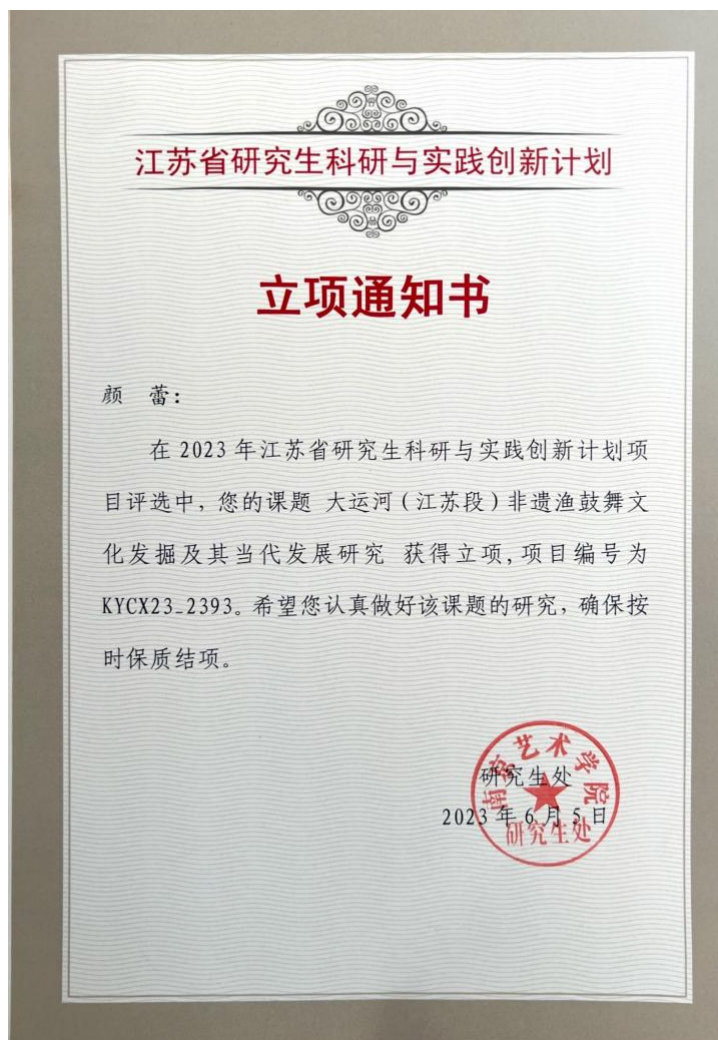 江苏省研究生科研与实践创新计划
立项通知书
颜 蕾：
在 2023 年江苏省研究生科研与实践创新计划项
目评选中，您的课题 大运河（江苏段）非遗渔鼓舞文
化发掘及其当代发展研究 获得立项，项目编号为
KYCX23_2393。希望您认真做好该课题的研究，确保按
时保质结项。
南京艺术学院
研究生处
2023 年 6 月 5 日
研究生处